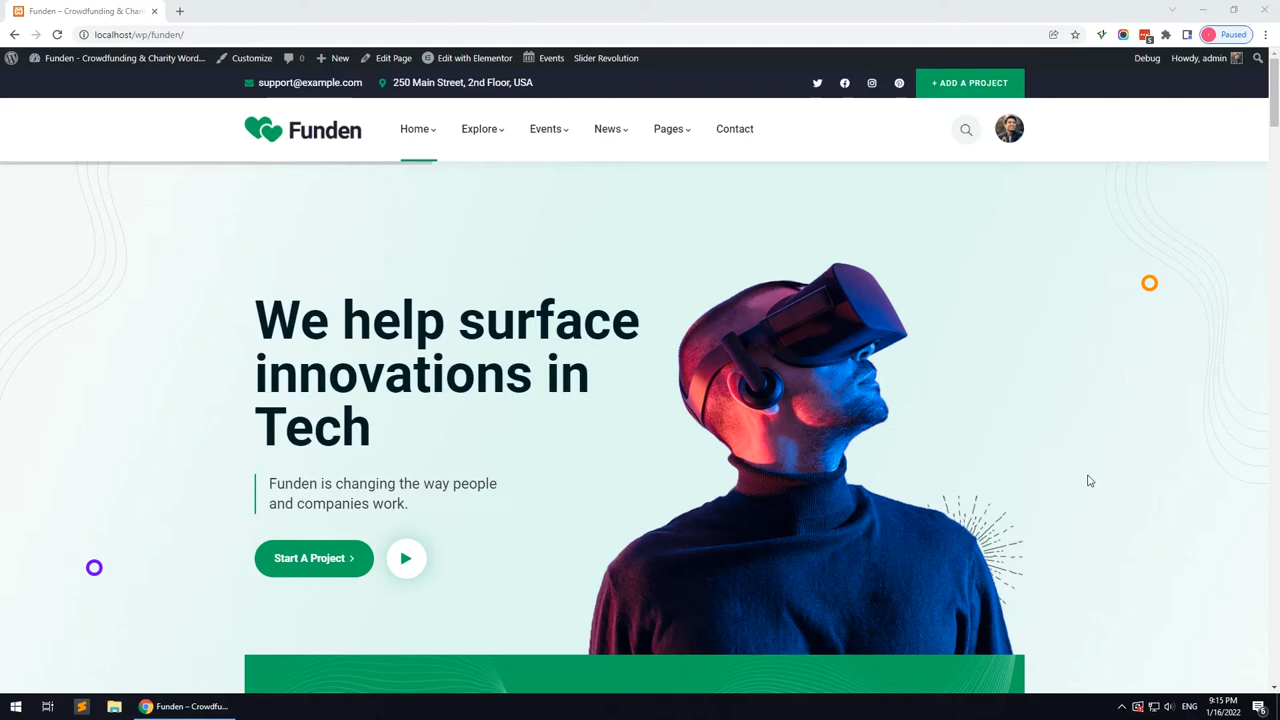 Funden – Crowdfunding & Chari
localhost/wp/funden/
Paused
Funden - Crowdfunding & Charity Word... Customize 0 New Edit Page Edit with Elementor Events Slider Revolution Debug Howdy, admin
support@example.com 250 Main Street, 2nd Floor, USA + ADD A PROJECT
Funden Home Explore Events News Pages Contact
We help surface
innovations in
Tech
Funden is changing the way people
and companies work.
Start A Project
Funden – Crowdfu... ENG 9:15 PM
1/16/2022